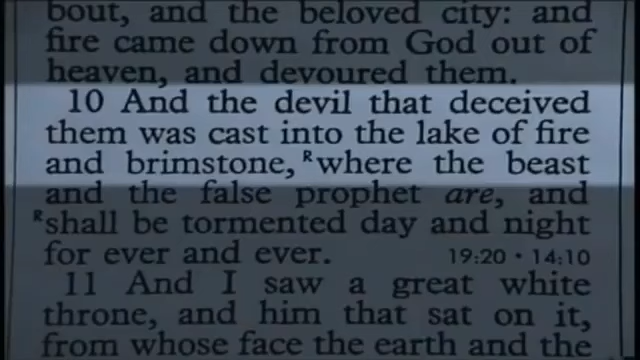 bout, and the beloved city: and
fire came down from God out of
heaven, and devoured them.
10 And the devil that deceived
them was cast into the lake of fire
and brimstone, ᴿwhere the beast
and the false prophet are, and
ᴿshall be tormented day and night
for ever and ever. 19:20 · 14:10
11 And I saw a great white
throne, and him that sat on it,
from whose face the earth and the